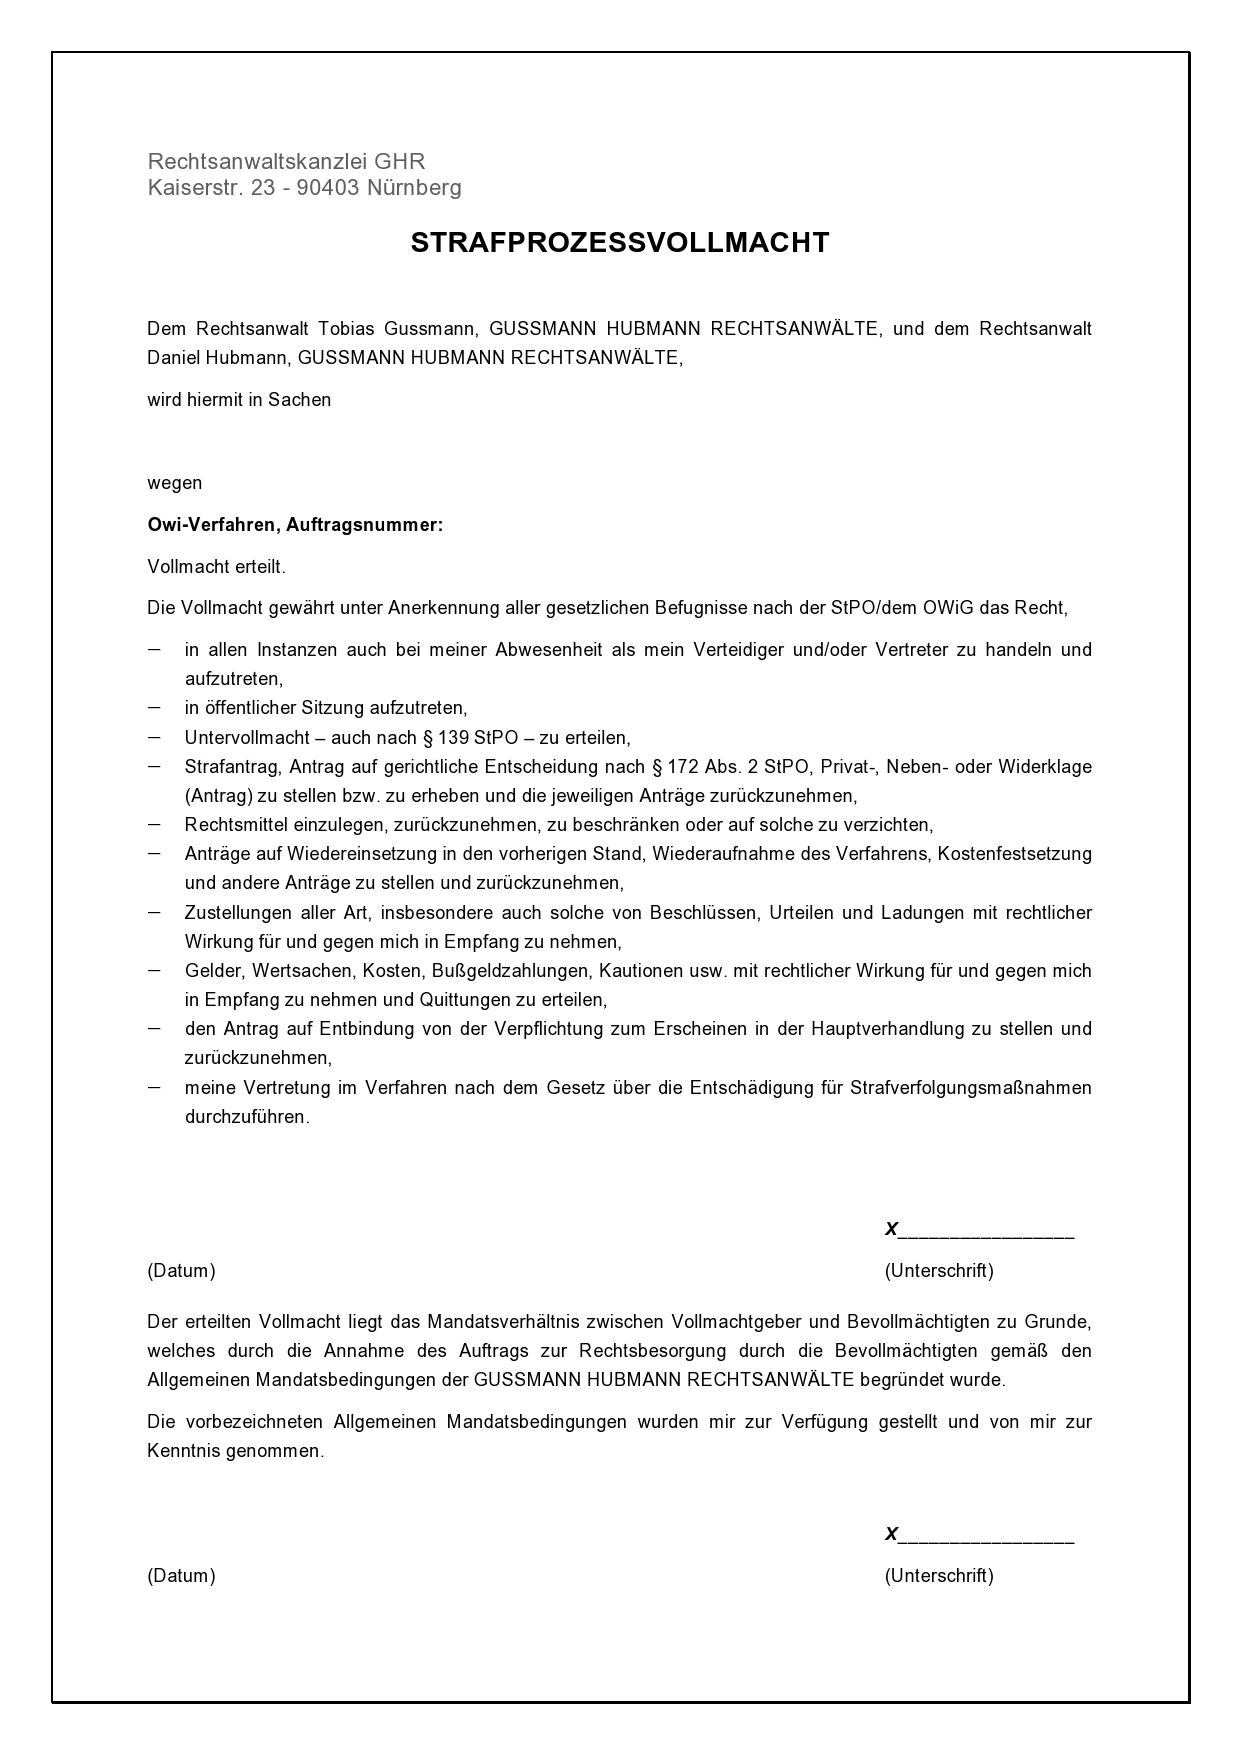 Rechtsanwaltskanzlei GHR
Kaiserstr. 23 - 90403 Nürnberg
STRAFPROZESSVOLLMACHT
Dem Rechtsanwalt Tobias Gussmann, GUSSMANN HUBMANN RECHTSANWÄLTE, und dem Rechtsanwalt
Daniel Hubmann, GUSSMANN HUBMANN RECHTSANWÄLTE,
wird hiermit in Sachen
wegen
Owi-Verfahren, Auftragsnummer:
Vollmacht erteilt.
Die Vollmacht gewährt unter Anerkennung aller gesetzlichen Befugnisse nach der StPO/dem OWiG das Recht,
— in allen Instanzen auch bei meiner Abwesenheit als mein Verteidiger und/oder Vertreter zu handeln und
aufzutreten,
— in öffentlicher Sitzung aufzutreten,
— Untervollmacht – auch nach § 139 StPO – zu erteilen,
— Strafantrag, Antrag auf gerichtliche Entscheidung nach § 172 Abs. 2 StPO, Privat-, Neben- oder Widerklage
(Antrag) zu stellen bzw. zu erheben und die jeweiligen Anträge zurückzunehmen,
— Rechtsmittel einzulegen, zurückzunehmen, zu beschränken oder auf solche zu verzichten,
— Anträge auf Wiedereinsetzung in den vorherigen Stand, Wiederaufnahme des Verfahrens, Kostenfestsetzung
und andere Anträge zu stellen und zurückzunehmen,
— Zustellungen aller Art, insbesondere auch solche von Beschlüssen, Urteilen und Ladungen mit rechtlicher
Wirkung für und gegen mich in Empfang zu nehmen,
— Gelder, Wertsachen, Kosten, Bußgeldzahlungen, Kautionen usw. mit rechtlicher Wirkung für und gegen mich
in Empfang zu nehmen und Quittungen zu erteilen,
— den Antrag auf Entbindung von der Verpflichtung zum Erscheinen in der Hauptverhandlung zu stellen und
zurückzunehmen,
— meine Vertretung im Verfahren nach dem Gesetz über die Entschädigung für Strafverfolgungsmaßnahmen
durchzuführen.
X_________________
(Datum) (Unterschrift)
Der erteilten Vollmacht liegt das Mandatsverhältnis zwischen Vollmachtgeber und Bevollmächtigten zu Grunde,
welches durch die Annahme des Auftrags zur Rechtsbesorgung durch die Bevollmächtigten gemäß den
Allgemeinen Mandatsbedingungen der GUSSMANN HUBMANN RECHTSANWÄLTE begründet wurde.
Die vorbezeichneten Allgemeinen Mandatsbedingungen wurden mir zur Verfügung gestellt und von mir zur
Kenntnis genommen.
X_________________
(Datum) (Unterschrift)